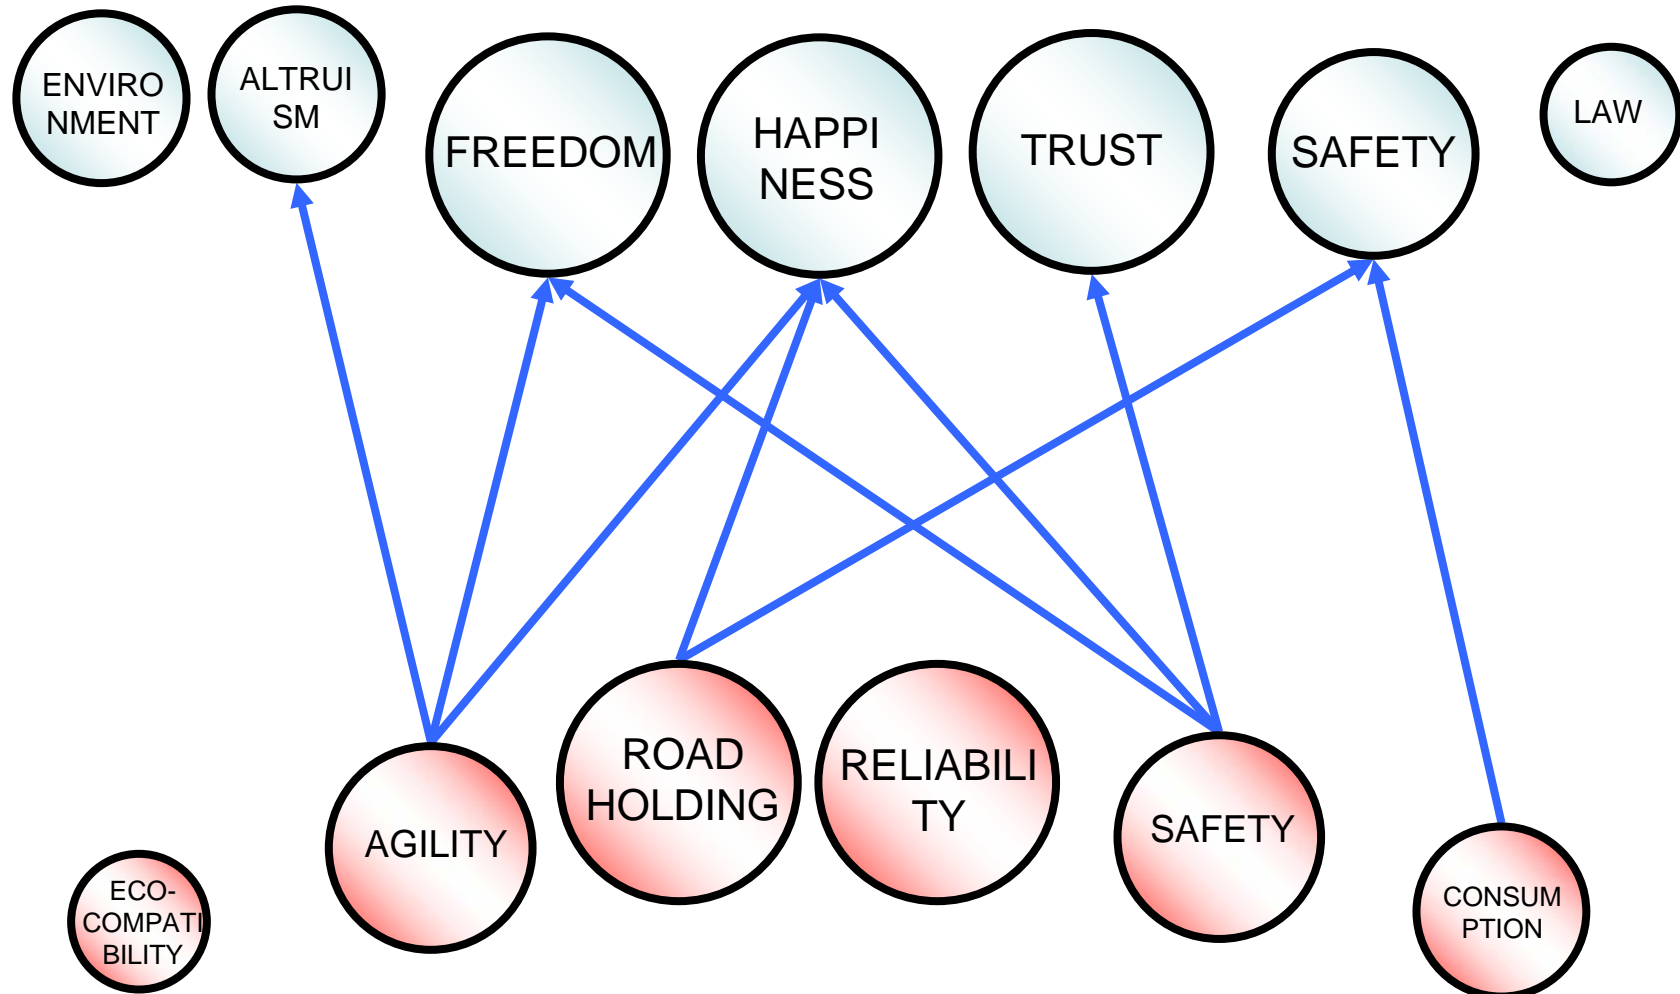 ENVIRO
NMENT
ALTRUI
SM
FREEDOM
HAPPI
NESS
TRUST
SAFETY
LAW
AGILITY
ROAD
HOLDING
RELIABILI
TY
SAFETY
ECO-
COMPATI
BILITY
CONSUM
PTION